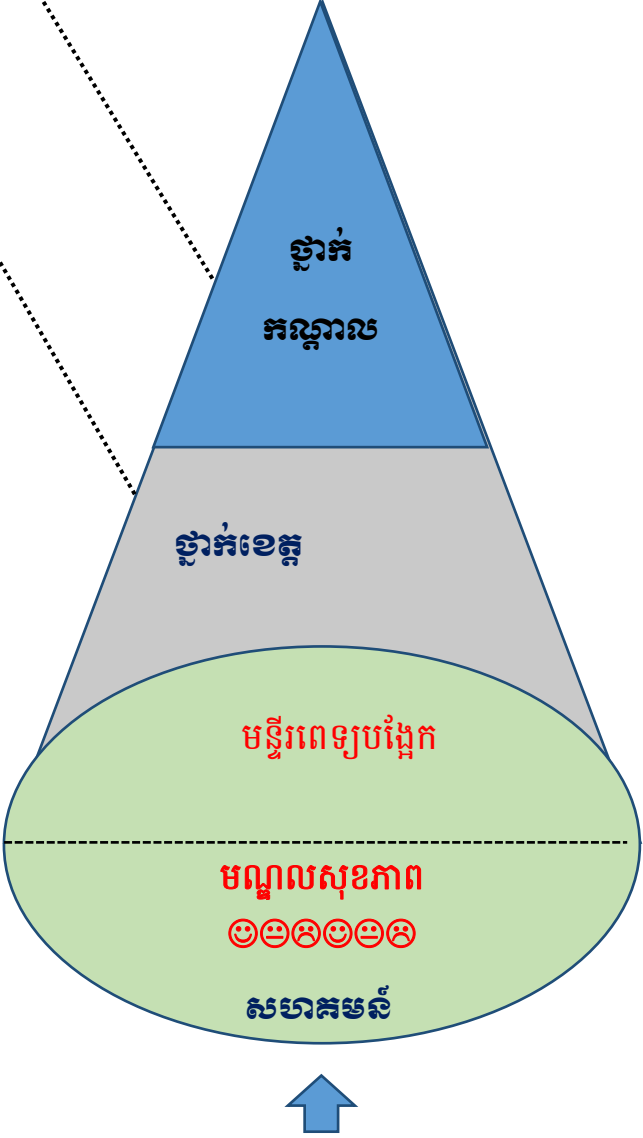 ថ្នាក់
កណ្តាល
ថ្នាក់ខេត្ត
មន្ទីរពេទ្យបង្អែក
មណ្ឌលសុខភាព
☺😐☹☺😐☹
សហគមន៍